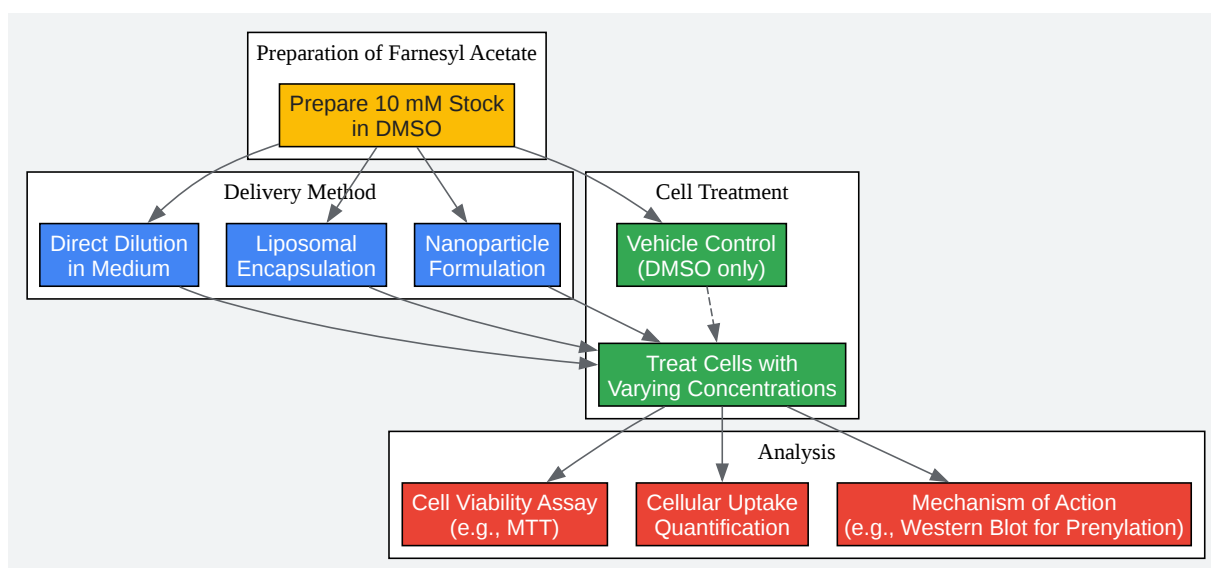 Preparation of Farnesyl Acetate
Prepare 10 mM Stock
in DMSO
Delivery Method
Direct Dilution
in Medium
Liposomal
Encapsulation
Nanoparticle
Formulation
Cell Treatment
Vehicle Control
(DMSO only)
Treat Cells with
Varying Concentrations
Analysis
Cell Viability Assay
(e.g., MTT)
Cellular Uptake
Quantification
Mechanism of Action
(e.g., Western Blot for Prenylation)